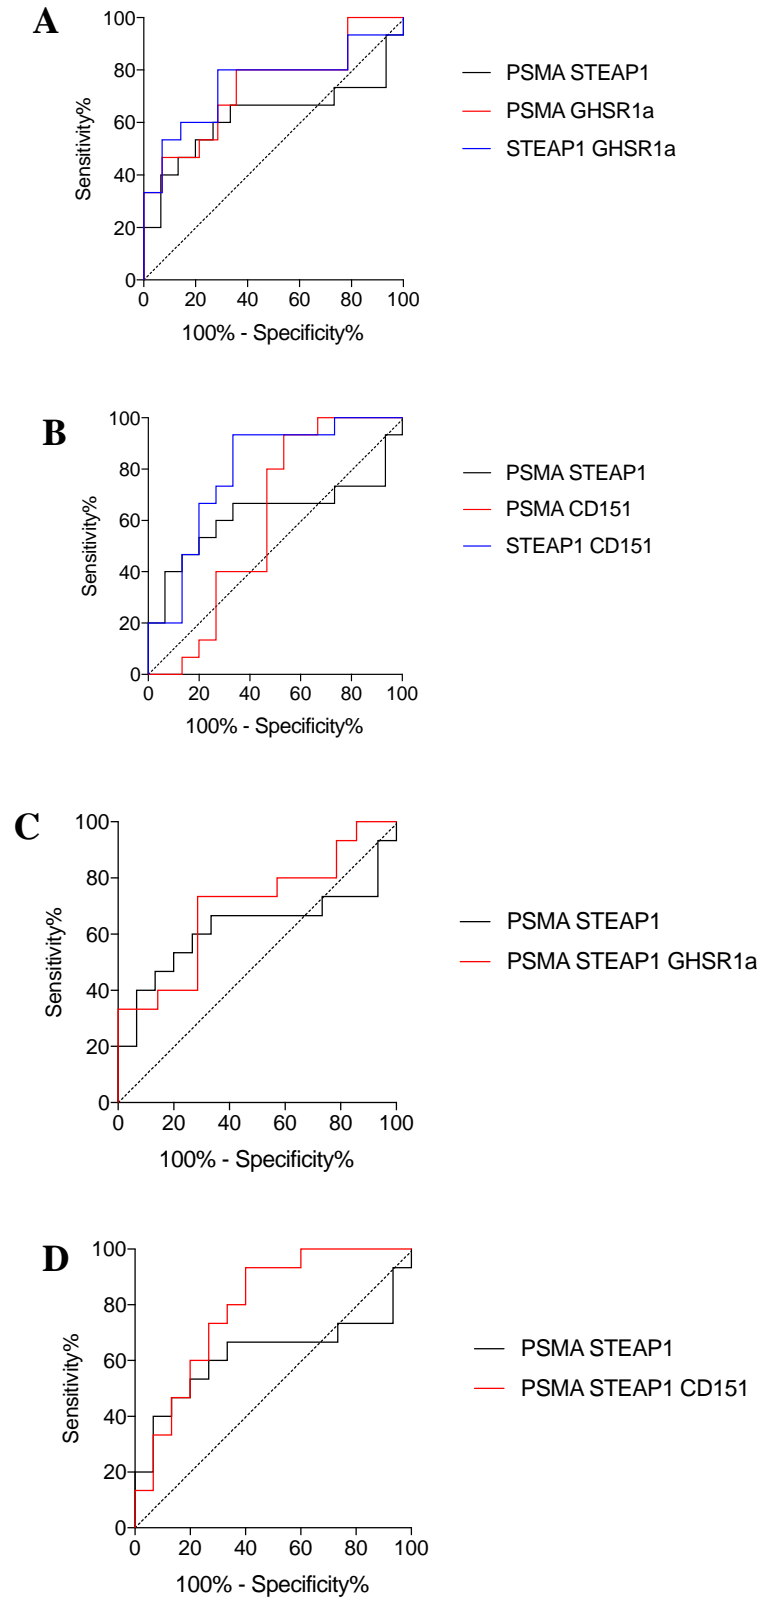 A
100
80
60
40
20
0
Sensitivity%
0 20 40 60 80 100
100% - Specificity%
PSMA STEAP1
PSMA GHSR1a
STEAP1 GHSR1a
B
100
80
60
40
20
0
Sensitivity%
0 20 40 60 80 100
100% - Specificity%
PSMA STEAP1
PSMA CD151
STEAP1 CD151
C
100
80
60
40
20
0
Sensitivity%
0 20 40 60 80 100
100% - Specificity%
PSMA STEAP1
PSMA STEAP1 GHSR1a
D
100
80
60
40
20
0
Sensitivity%
0 20 40 60 80 100
100% - Specificity%
PSMA STEAP1
PSMA STEAP1 CD151